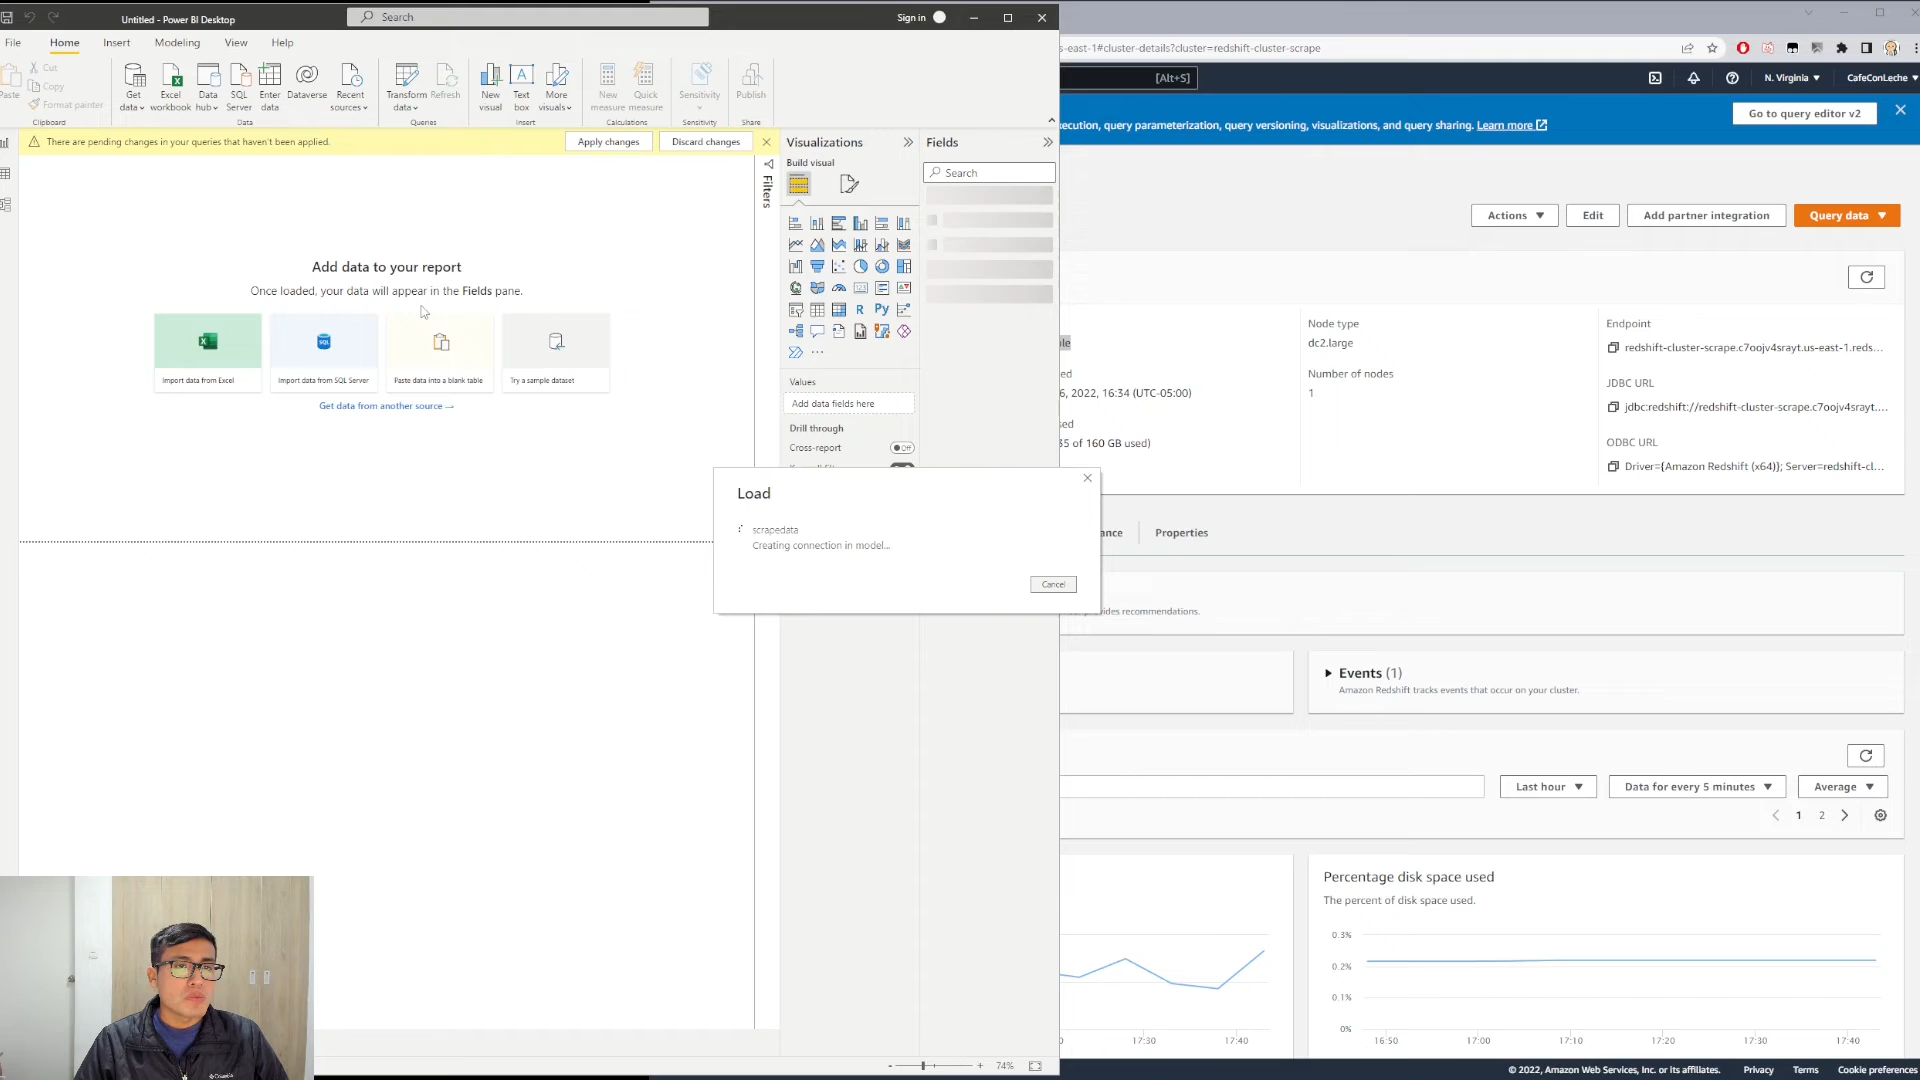 Untitled - Power BI Desktop
Search
Sign in
File Home Insert Modeling View Help
Paste
Cut
Copy
Format painter
Get data
Excel workbook
Data hub
SQL Server
Enter data
Dataverse
Recent sources
Transform data
Refresh
New visual
Text box
More visuals
New measure
Quick measure
Sensitivity
Publish
Clipboard
Data
Queries
Insert
Calculations
Sensitivity
Share
There are pending changes in your queries that haven't been applied.
Apply changes
Discard changes
Filters
Visualizations
Build visual
Fields
Search
R
Py
123
Values
Add data fields here
Drill through
Cross-report
Off
Add data to your report
Once loaded, your data will appear in the Fields pane.
Import data from Excel
SQL
Import data from SQL Server
Paste data into a blank table
Try a sample dataset
Get data from another source →
Load
scrapedata
Creating connection in model...
Cancel
74%
s-east-1#cluster-details?cluster=redshift-cluster-scrape
[Alt+S]
N. Virginia
CafeConLeche
xecution, query parameterization, query versioning, visualizations, and query sharing. Learn more
Go to query editor v2
Actions
Edit
Add partner integration
Query data
Node type
dc2.large
Number of nodes
1
6, 2022, 16:34 (UTC-05:00)
of 160 GB used)
Endpoint
redshift-cluster-scrape.c7oojv4srayt.us-east-1.reds...
JDBC URL
jdbc:redshift://redshift-cluster-scrape.c7oojv4srayt....
ODBC URL
Driver={Amazon Redshift (x64)}; Server=redshift-cl...
ance
Properties
provides recommendations.
Events (1)
Amazon Redshift tracks events that occur on your cluster.
Last hour
Data for every 5 minutes
Average
1
2
Percentage disk space used
The percent of disk space used.
0.3%
0.2%
0.1%
0%
17:30
17:40
16:50
17:00
17:10
17:20
17:30
17:40
© 2022, Amazon Web Services, Inc. or its affiliates.
Privacy
Terms
Cookie preferences